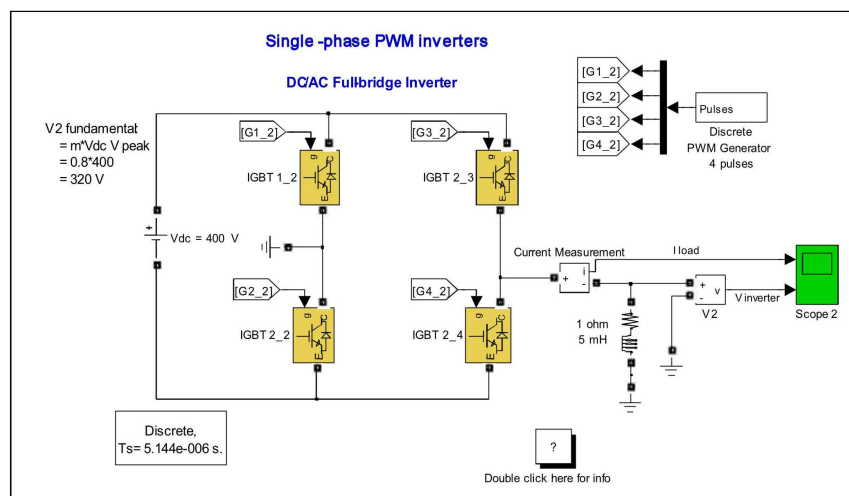 Single -phase PWM inverters
DC/AC Full-bridge Inverter
V2 fundamental:
= m*Vdc V peak
= 0.8*400
= 320 V
[G1_2]
[G3_2]
[G1_2]
[G2_2]
[G3_2]
[G4_2]
Pulses
Discrete
PWM Generator
4 pulses
g
C
E
IGBT 1_2
g
C
E
IGBT 2_3
+
Vdc = 400 V
[G2_2]
[G4_2]
g
C
E
IGBT 2_2
g
C
E
IGBT 2_4
Current Measurement
I load
+
i
-
+
-
v
V2
V inverter
Scope 2
1 ohm
5 mH
Discrete,
Ts= 5.144e-006 s.
?
Double click here for info